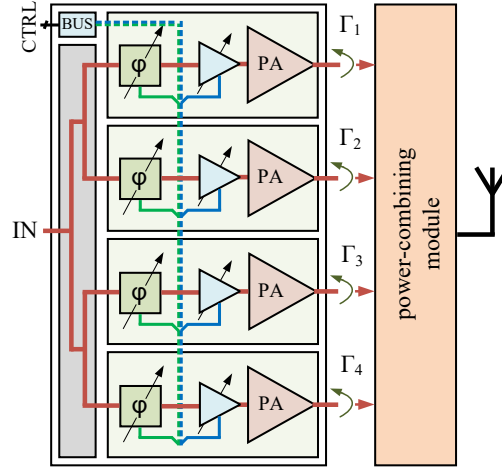 CTRL
BUS
φ
PA
Γ1
φ
PA
Γ2
IN
φ
PA
Γ3
φ
PA
Γ4
power-combining
module